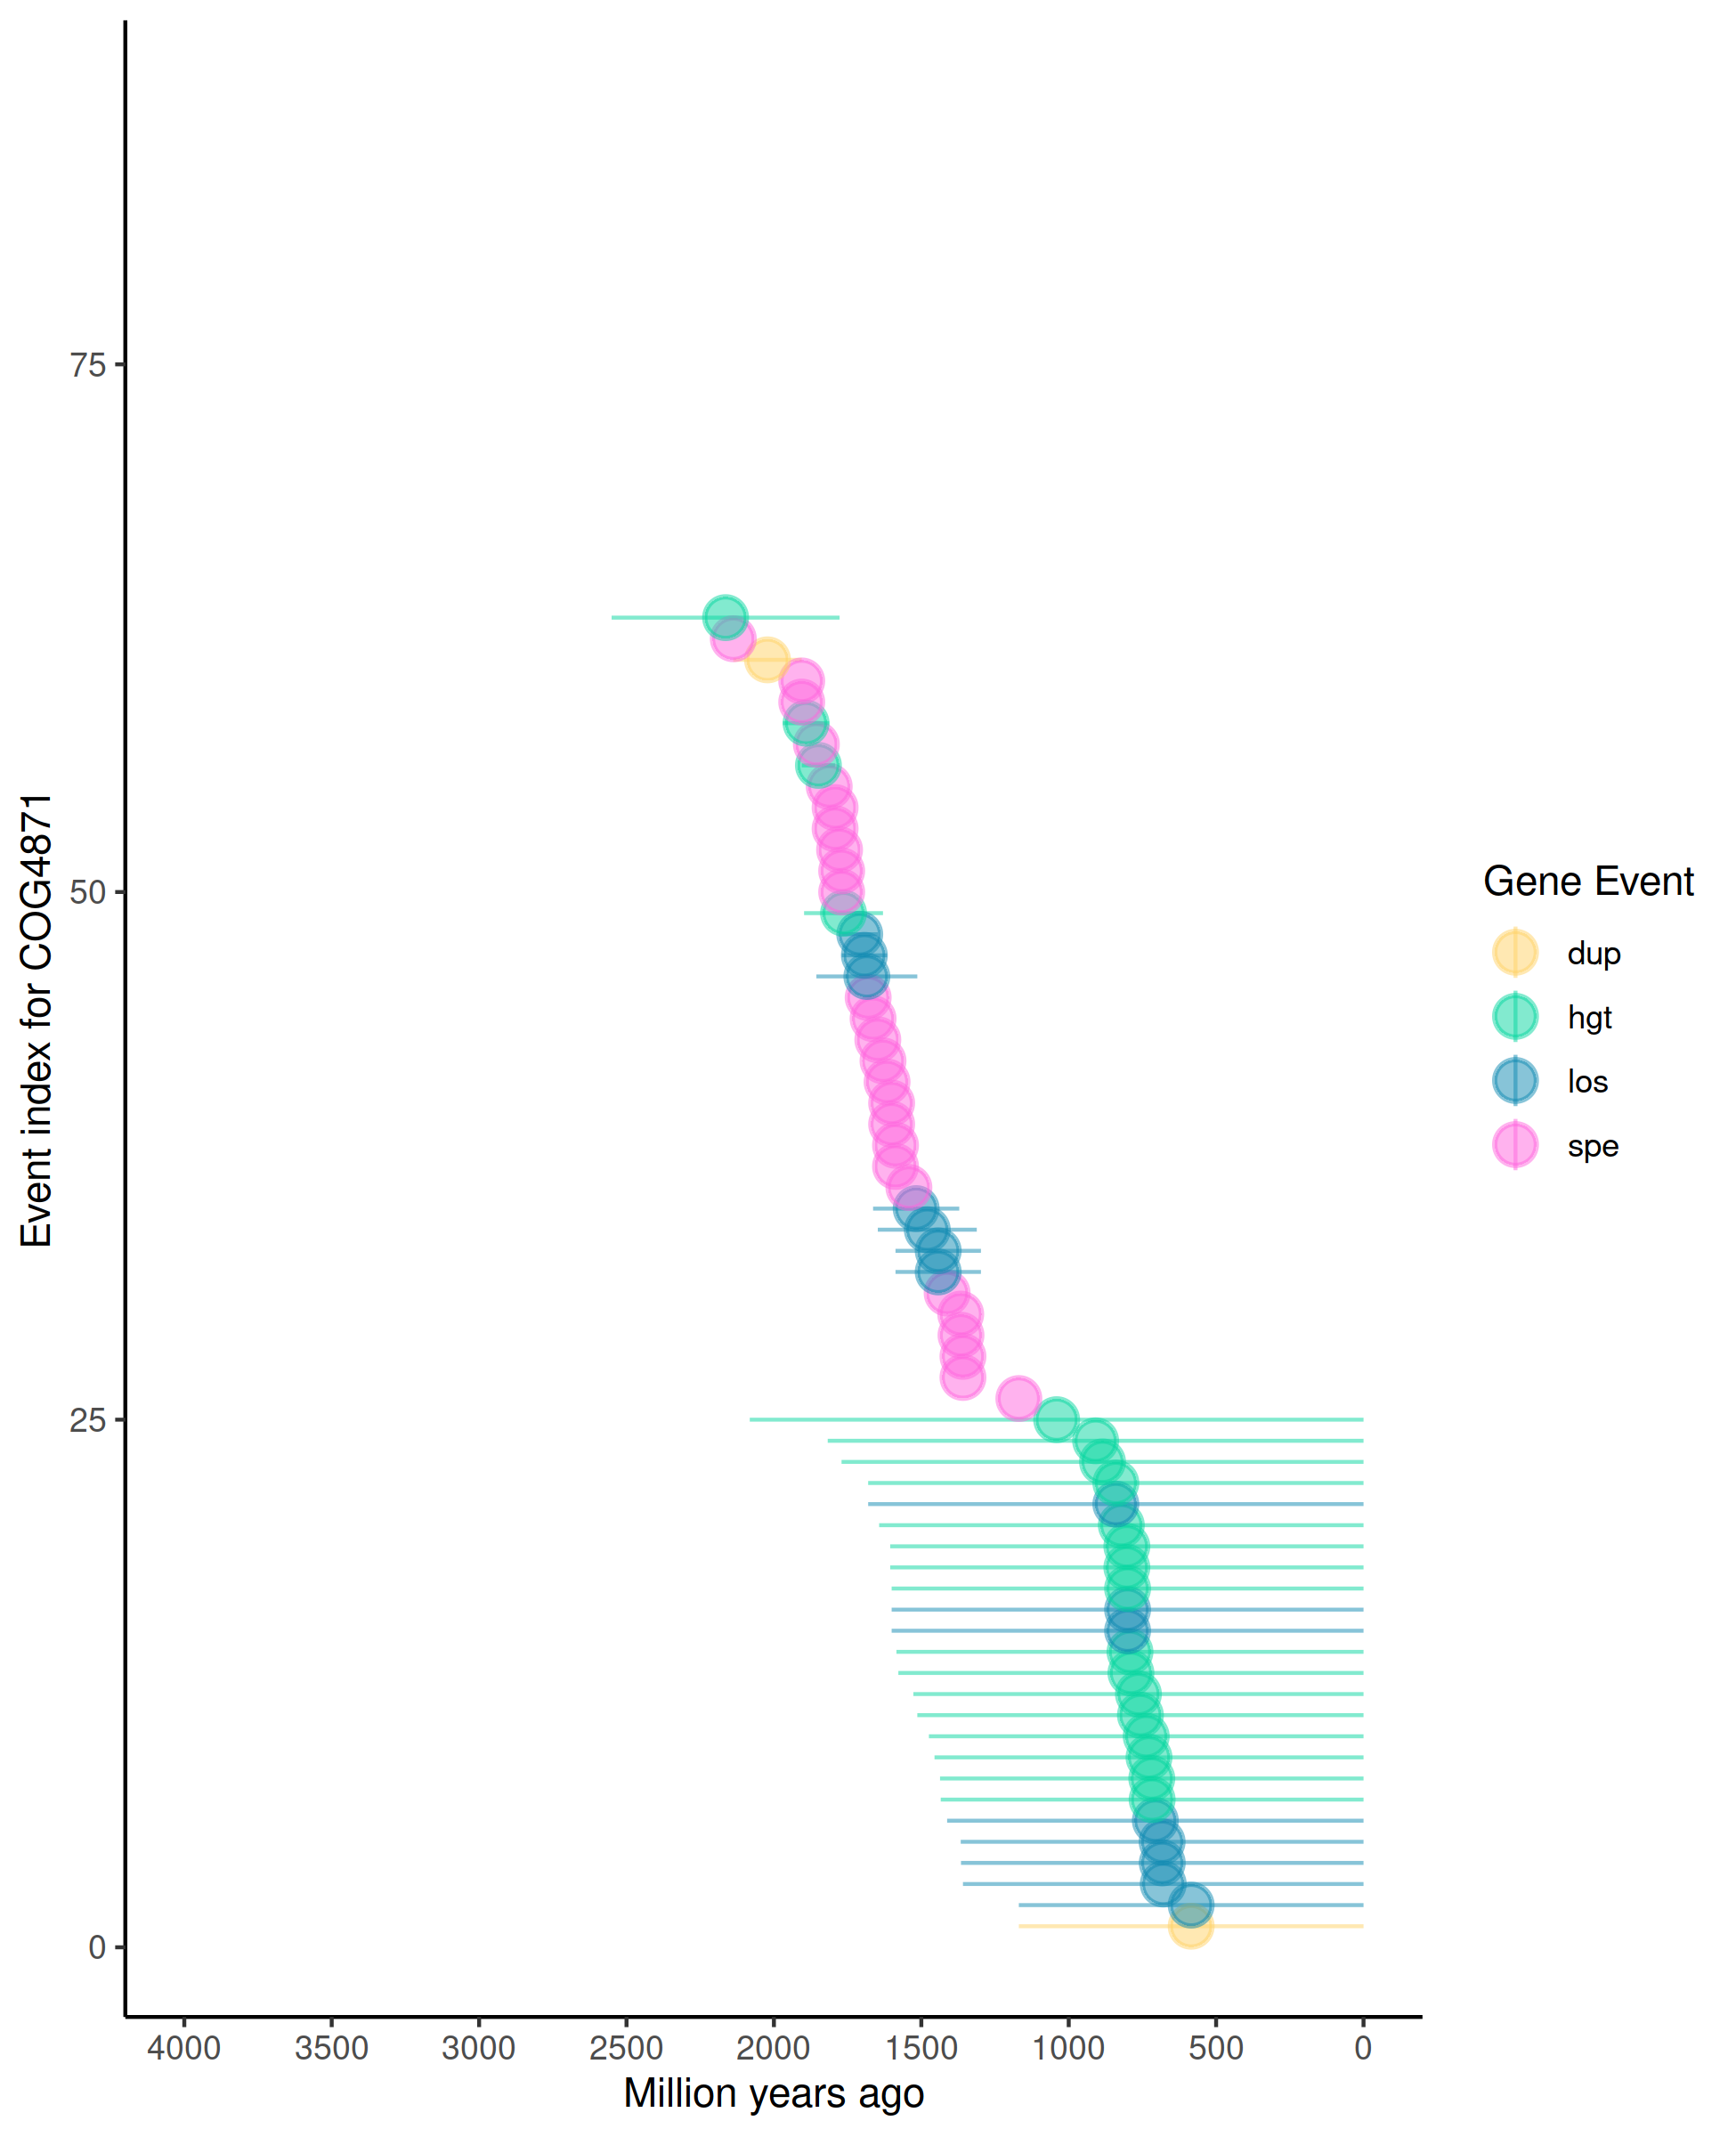 Event index for COG4871
75
50
25
0
4000 3500 3000 2500 2000 1500 1000 500 0
Million years ago
Gene Event
dup
hgt
los
spe